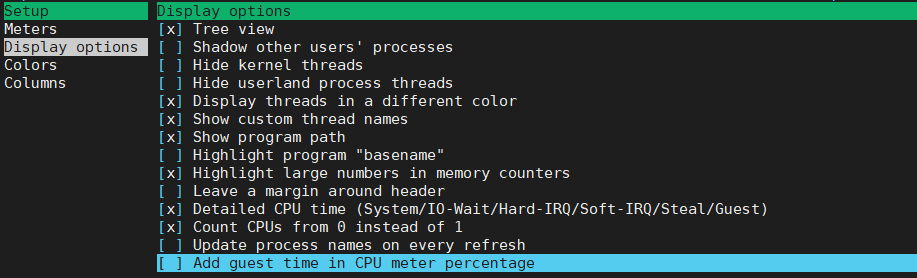 Setup
Meters
Display options
Colors
Columns
Display options
[x] Tree view
[ ] Shadow other users' processes
[ ] Hide kernel threads
[ ] Hide userland process threads
[x] Display threads in a different color
[x] Show custom thread names
[x] Show program path
[ ] Highlight program "basename"
[x] Highlight large numbers in memory counters
[ ] Leave a margin around header
[x] Detailed CPU time (System/IO-Wait/Hard-IRQ/Soft-IRQ/Steal/Guest)
[x] Count CPUs from 0 instead of 1
[ ] Update process names on every refresh
[ ] Add guest time in CPU meter percentage